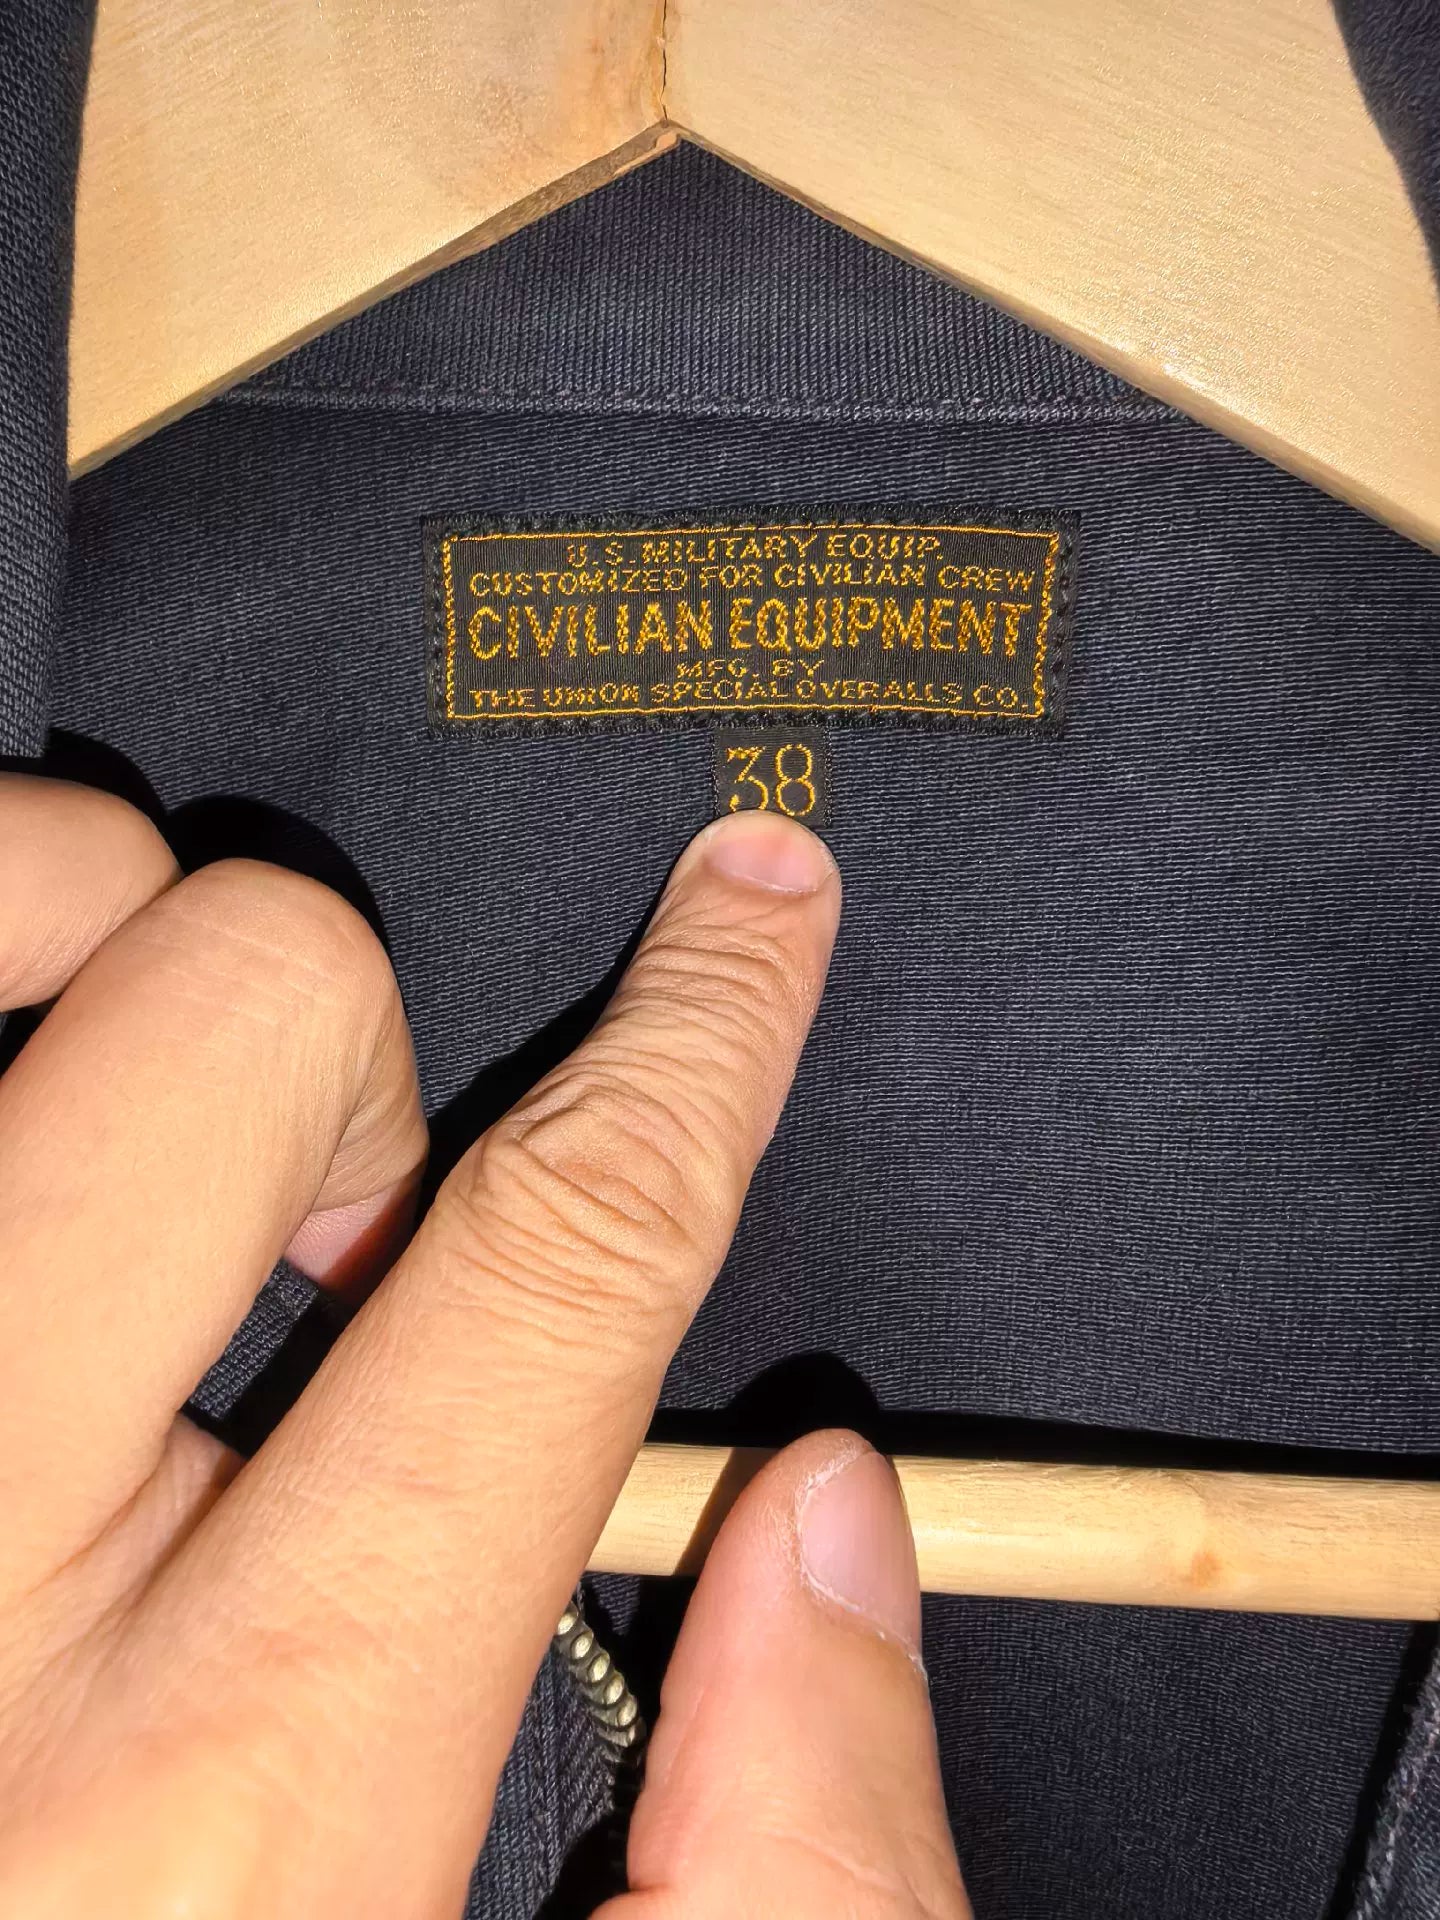 U.S. MILITARY EQUIP.
CUSTOMIZED FOR CIVILIAN CREW
CIVILIAN EQUIPMENT
MFG. BY
THE UNION SPECIAL OVERALLS CO.
38